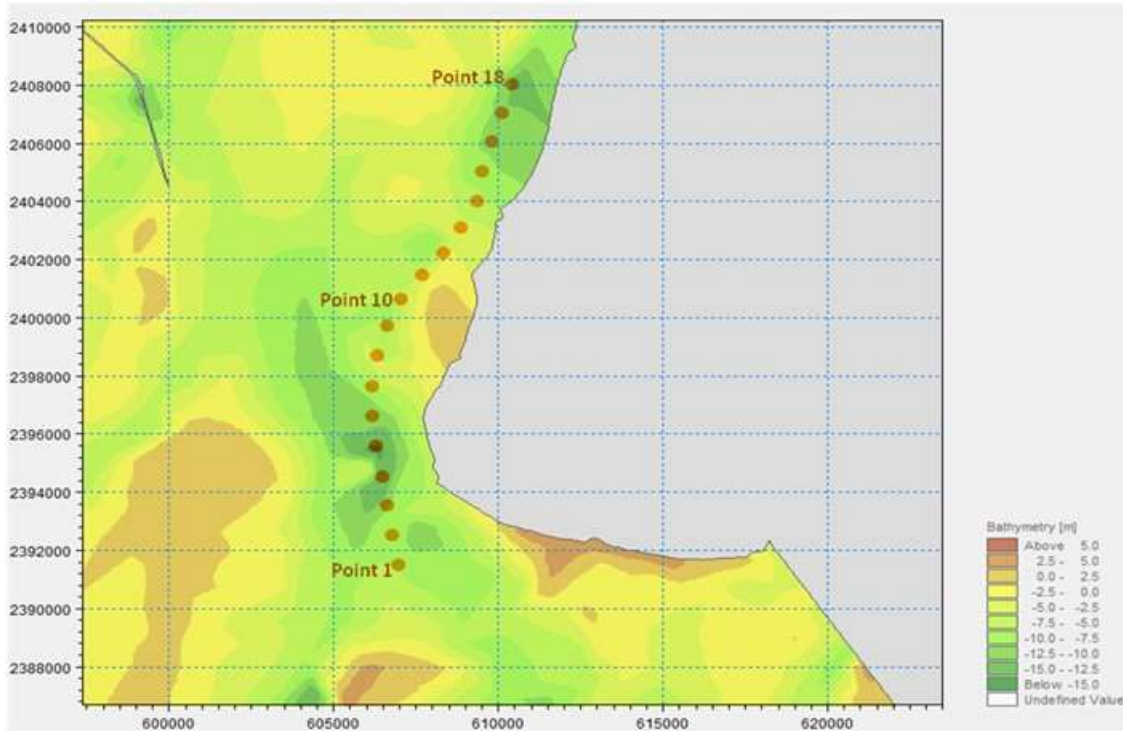 2410000
Point 18
2408000
2406000
2404000
2402000
Point 10
2400000
2398000
2396000
2394000
2392000
Point 1
2390000
2388000
600000 605000 610000 615000 620000
Bathymetry [m]
Above 5.0
2.5 - 5.0
0.0 - 2.5
-2.5 - 0.0
-5.0 - -2.5
-7.5 - -5.0
-10.0 - -7.5
-12.5 - -10.0
-15.0 - -12.5
Below -15.0
Undefined Value